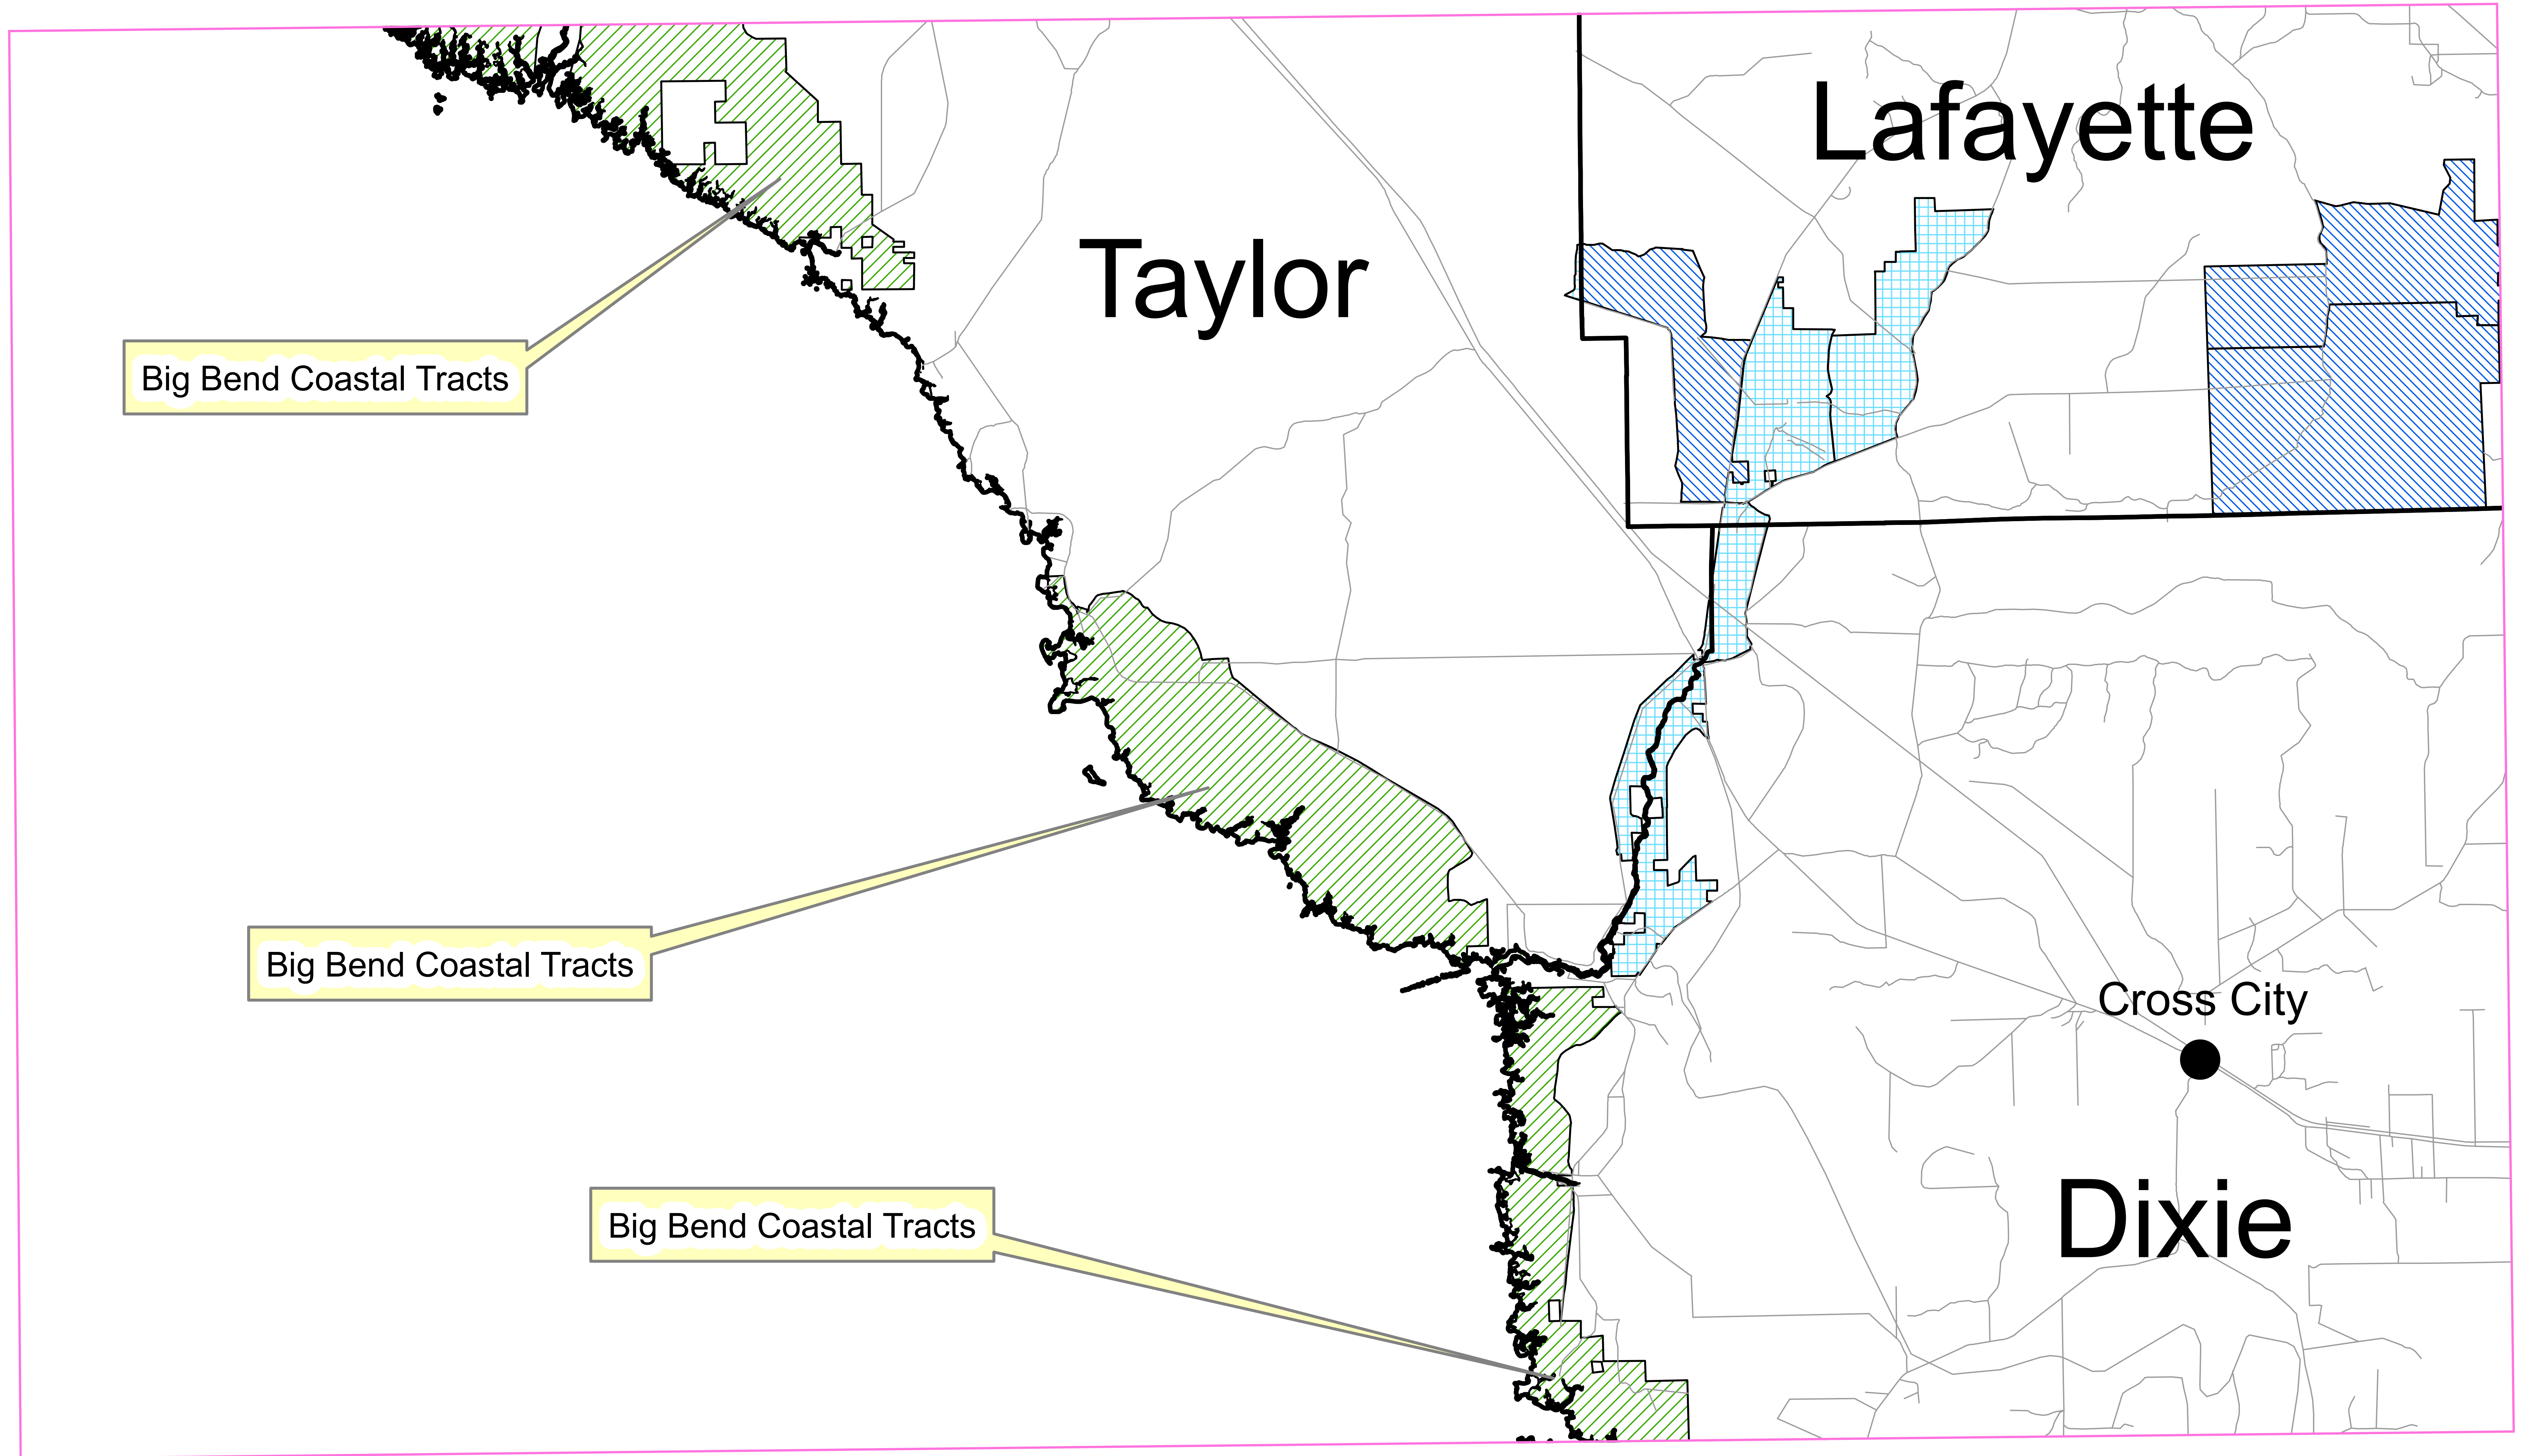 Lafayette
Taylor
Big Bend Coastal Tracts
Big Bend Coastal Tracts
Cross City
Big Bend Coastal Tracts
Dixie